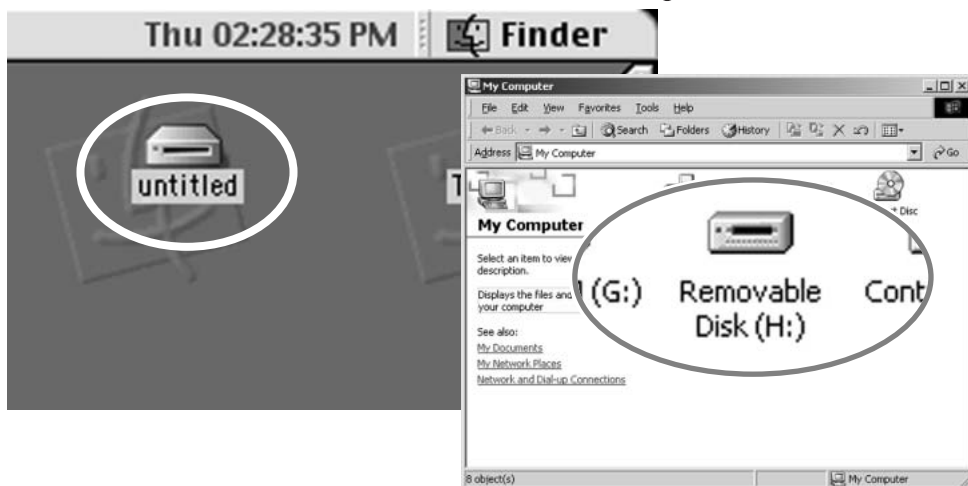 Thu 02:28:35 PM Finder
untitled
T
My Computer
File Edit View Favorites Tools Help
Back Search Folders History
Address My Computer Go
My Computer
Select an item to view
description.
Displays the files and
your computer
See also:
My Documents
My Network Places
Network and Dial-up Connections
(G:)
Removable
Disk (H:)
Cont
Disc
8 object(s) My Computer